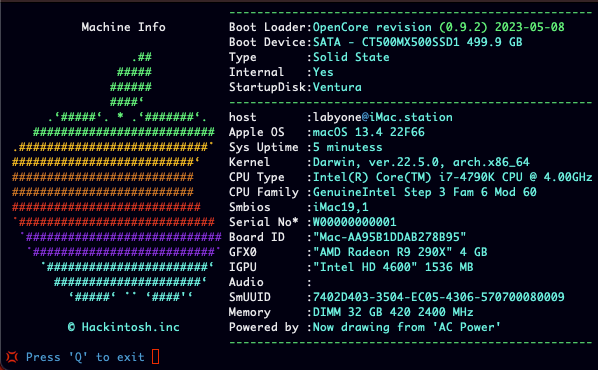 Machine Info
Boot Loader:OpenCore revision (0.9.2) 2023-05-08
Boot Device:SATA - CT500MX500SSD1 499.9 GB
Type :Solid State
Internal :Yes
StartupDisk:Ventura
host :labyone@iMac.station
Apple OS :macOS 13.4 22F66
Sys Uptime :5 minutess
Kernel :Darwin, ver.22.5.0, arch.x86_64
CPU Type :Intel(R) Core(TM) i7-4790K CPU @ 4.00GHz
CPU Family :GenuineIntel Step 3 Fam 6 Mod 60
Smbios :iMac19,1
Serial No* :W00000000001
Board ID :"Mac-AA95B1DDAB278B95"
GFX0 :"AMD Radeon R9 290X" 4 GB
IGPU :"Intel HD 4600" 1536 MB
Audio :
SmUUID :7402D403-3504-EC05-4306-570700080009
Memory :DIMM 32 GB 420 2400 MHz
Powered by :Now drawing from 'AC Power'
© Hackintosh.inc
Press 'Q' to exit